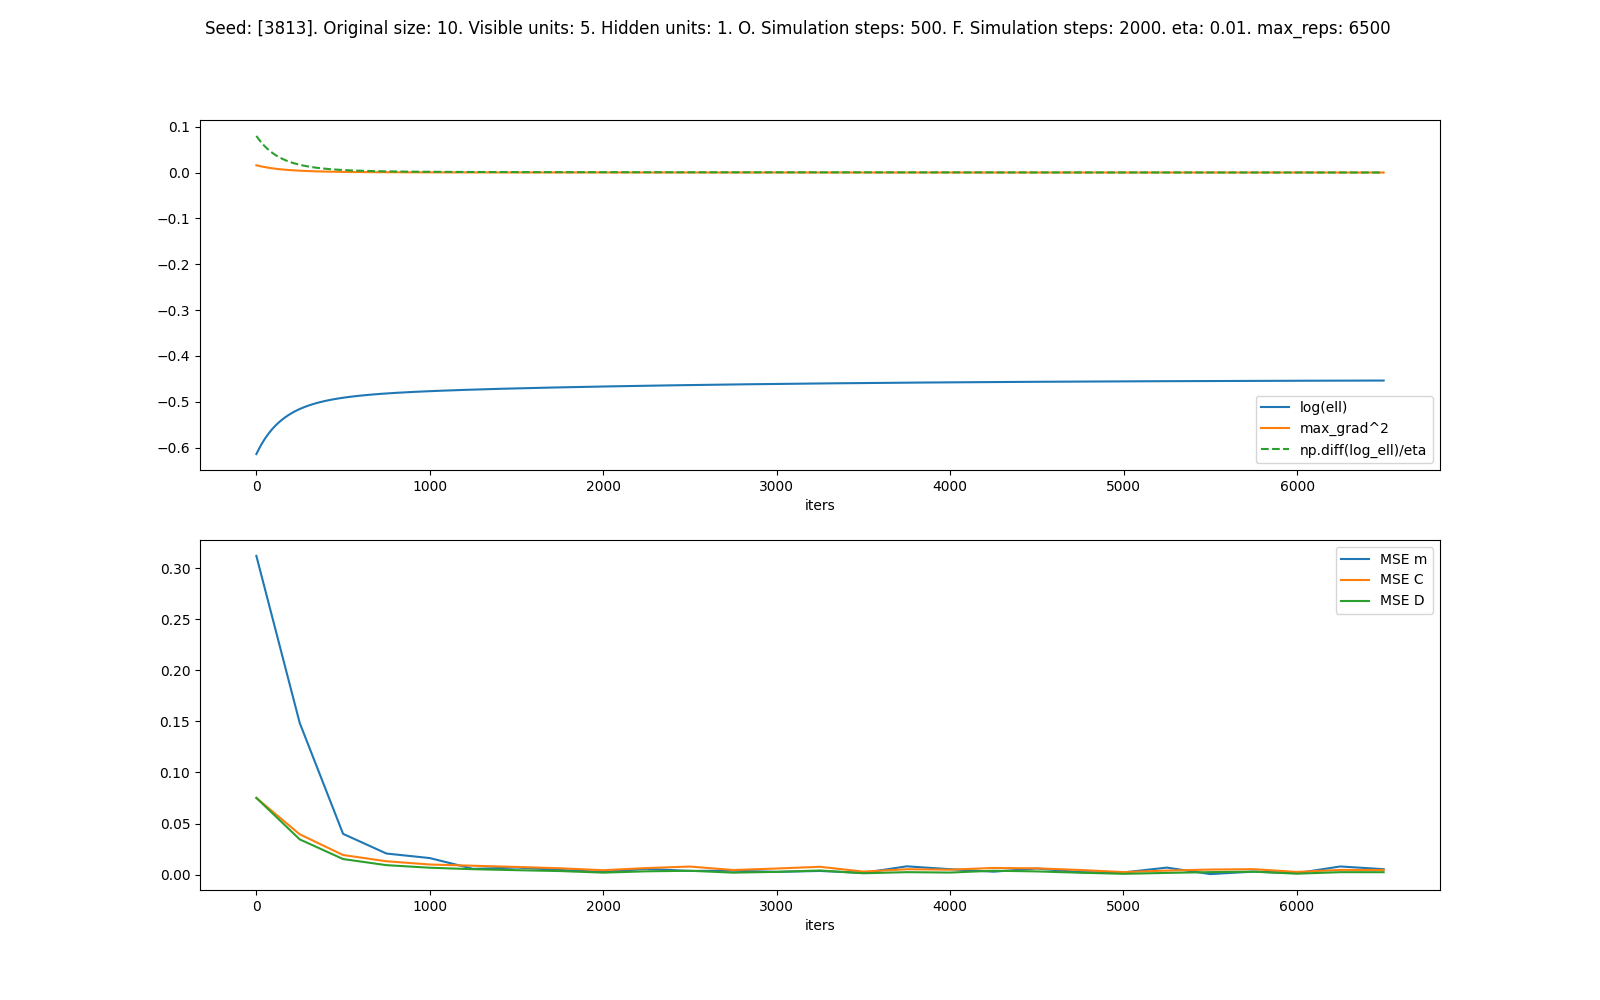 Seed: [3813]. Original size: 10. Visible units: 5. Hidden units: 1. O. Simulation steps: 500. F. Simulation steps: 2000. eta: 0.01. max_reps: 6500
0.1
0.0
−0.1
−0.2
−0.3
−0.4
−0.5
−0.6
log(ell)
max_grad^2
np.diff(log_ell)/eta
0 1000 2000 3000 4000 5000 6000
iters
0.30
0.25
0.20
0.15
0.10
0.05
0.00
MSE m
MSE C
MSE D
0 1000 2000 3000 4000 5000 6000
iters